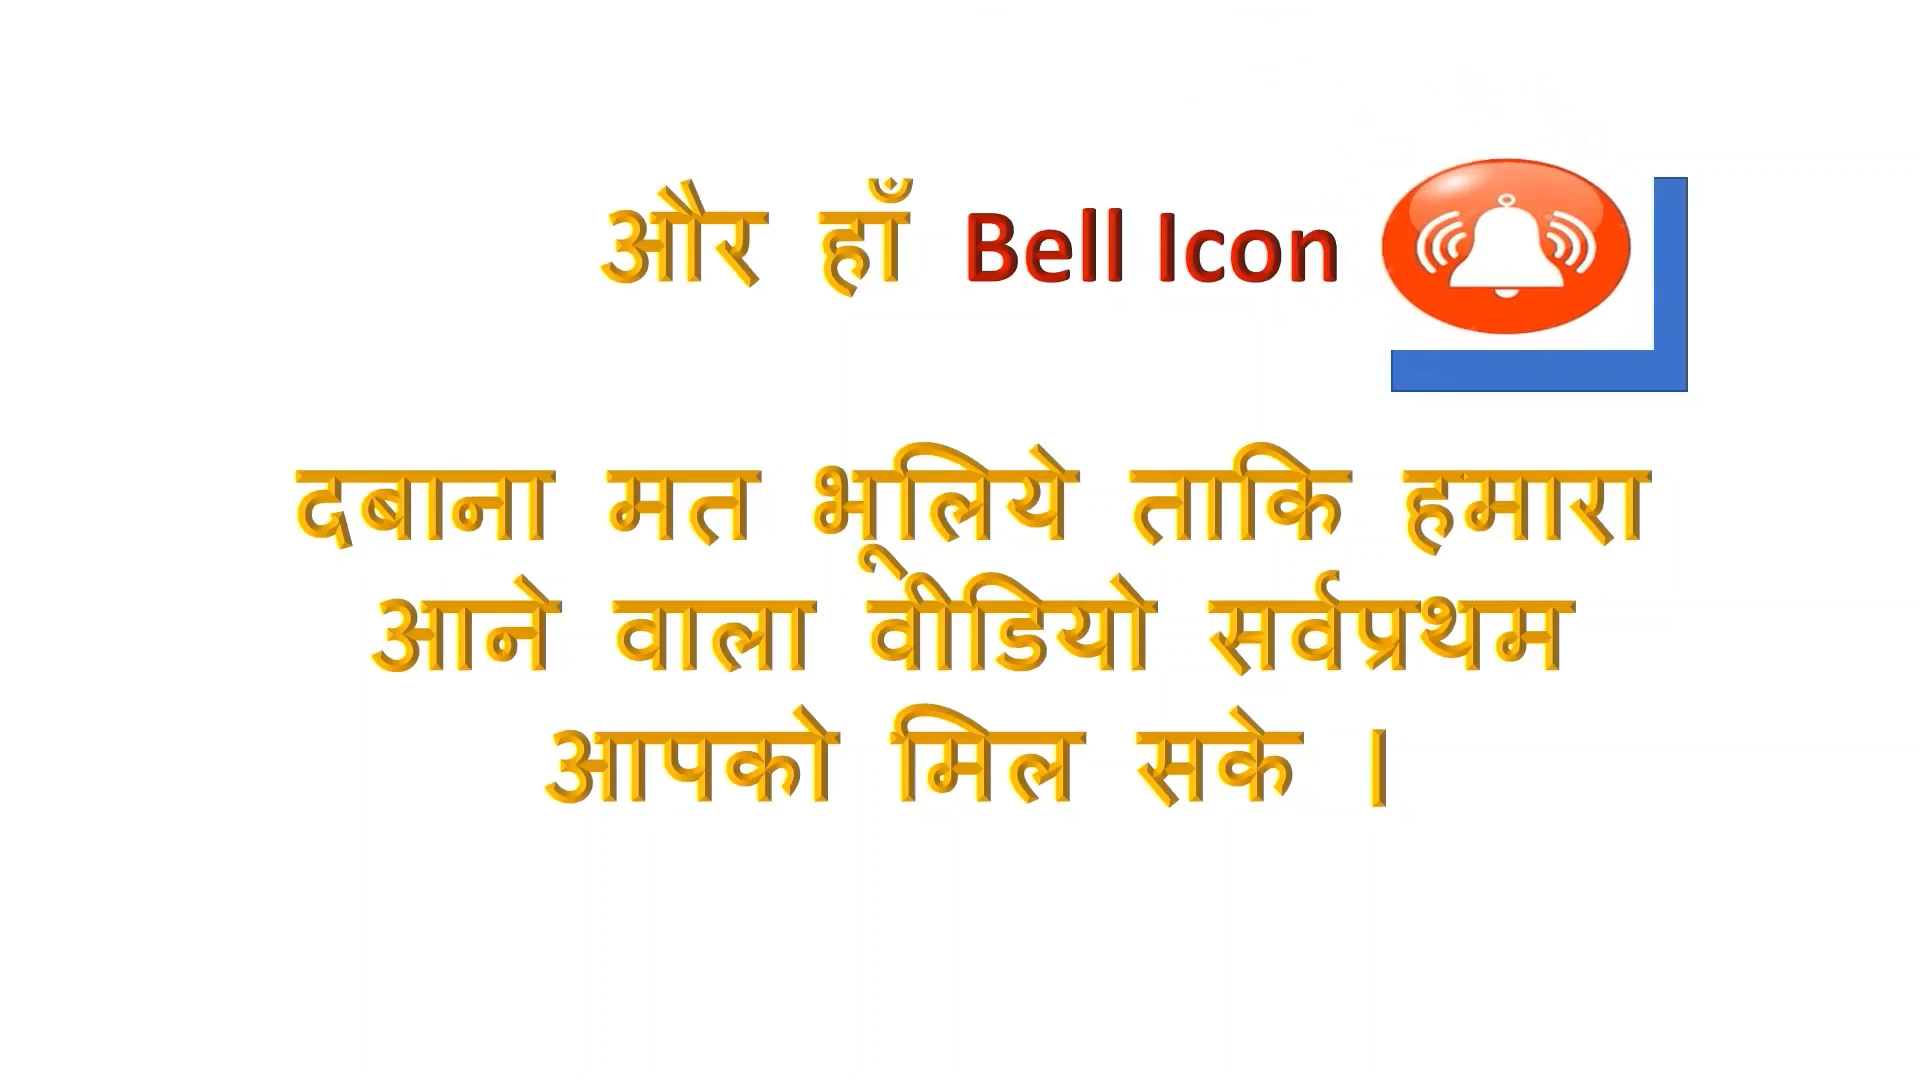 और हाँ Bell Icon
दबाना मत भूलिये ताकि हमारा
आने वाला वीडियो सर्वप्रथम
आपको मिल सके ।